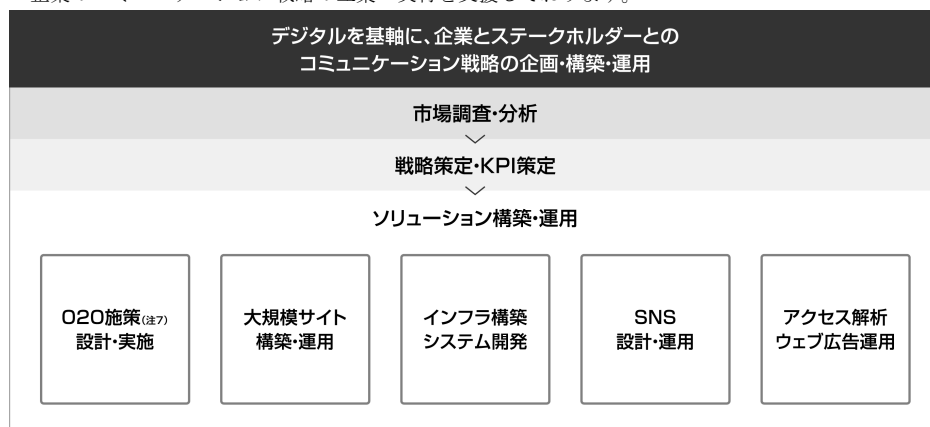 デジタルを基軸に、企業とステークホルダーとの
コミュニケーション戦略の企画・構築・運用
市場調査・分析
戦略策定・KPI策定
ソリューション構築・運用
O2O施策(注7)
設計・実施
大規模サイト
構築・運用
インフラ構築
システム開発
SNS
設計・運用
アクセス解析
ウェブ広告運用